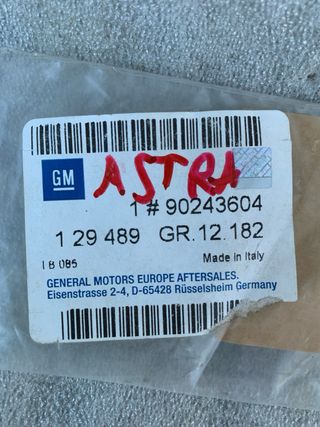 GM
ASTRA
1 # 90243604
1 29 489 GR.12.182
18 085 Made in Italy
GENERAL MOTORS EUROPE AFTERSALES.
Eisenstrasse 2-4, D-65428 Rüsselsheim Germany